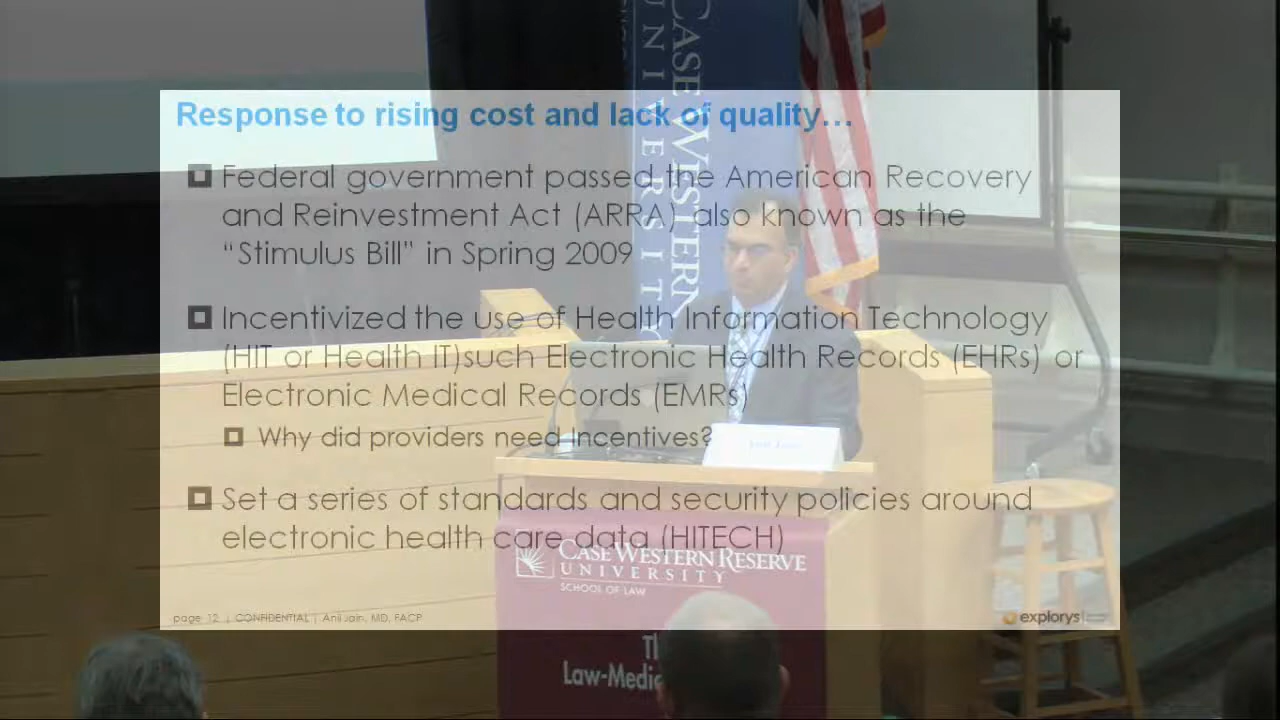 CASE WESTERN
UNIVERSITY
Response to rising cost and lack of quality…
Federal government passed the American Recovery
and Reinvestment Act (ARRA) also known as the
“Stimulus Bill” in Spring 2009
Incentivized the use of Health Information Technology
(HIT or Health IT)such Electronic Health Records (EHRs) or
Electronic Medical Records (EMRs)
Why did providers need Incentives?
Set a series of standards and security policies around
electronic health care data (HITECH)
page 12 | CONFIDENTIAL | Anil Jain, MD, FACP
explorys
CASE WESTERN RESERVE
UNIVERSITY
SCHOOL OF LAW
Law-Medic